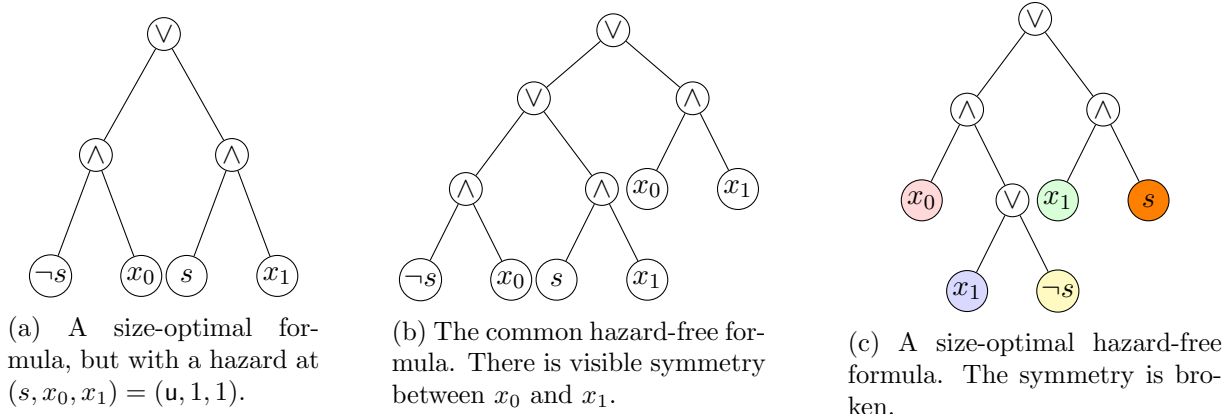 ∨
∧
∧
¬s
x₀
s
x₁
(a) A size-optimal for-
mula, but with a hazard at
(s, x₀, x₁) = (u, 1, 1).
∨
∨
∧
∧
∧
x₀
x₁
¬s
x₀
s
x₁
(b) The common hazard-free for-
mula. There is visible symmetry
between x₀ and x₁.
∨
∧
∧
x₀
∨
x₁
s
x₁
¬s
(c) A size-optimal hazard-free
formula. The symmetry is bro-
ken.